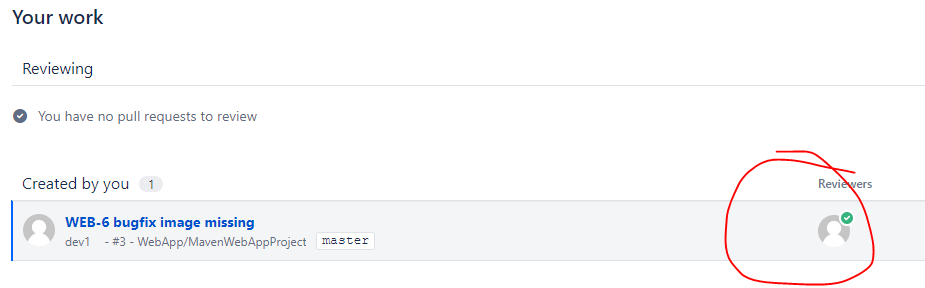 Your work
Reviewing
You have no pull requests to review
Created by you 1
Reviewers
WEB-6 bugfix image missing
dev1 - #3 - WebApp/MavenWebAppProject master